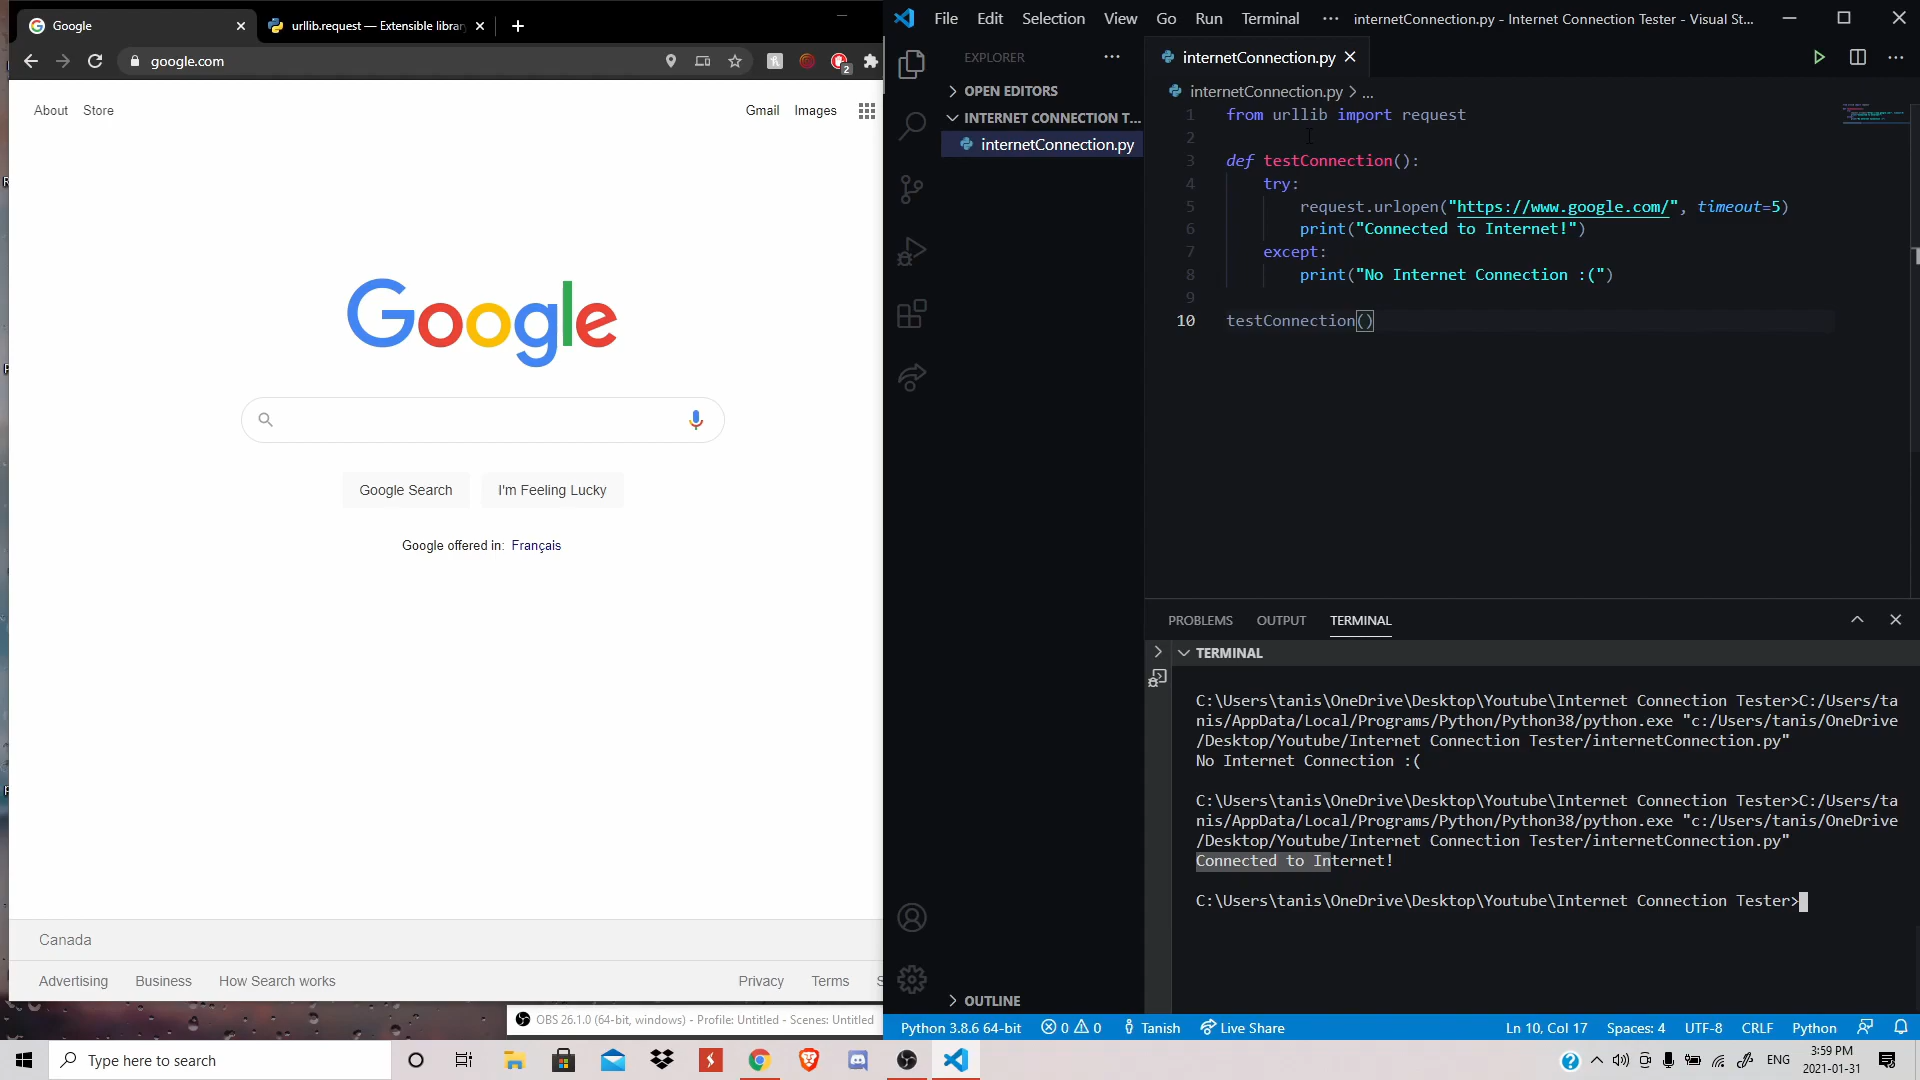 Google
urllib.request — Extensible library
google.com
2
About
Store
Gmail
Images
Google
Google Search
I'm Feeling Lucky
Google offered in: Français
Canada
Advertising
Business
How Search works
Privacy
Terms
OBS 26.1.0 (64-bit, windows) - Profile: Untitled - Scenes: Untitled
File
Edit
Selection
View
Go
Run
Terminal
internetConnection.py - Internet Connection Tester - Visual St...
EXPLORER
OPEN EDITORS
INTERNET CONNECTION T...
internetConnection.py
OUTLINE
internetConnection.py
internetConnection.py > ...
1 from urllib import request
2
3 def testConnection():
4 try:
5 request.urlopen("https://www.google.com/", timeout=5)
6 print("Connected to Internet!")
7 except:
8 print("No Internet Connection :(")
9
10 testConnection()
PROBLEMS
OUTPUT
TERMINAL
TERMINAL
C:\Users\tanis\OneDrive\Desktop\Youtube\Internet Connection Tester>C:/Users/ta
nis/AppData/Local/Programs/Python/Python38/python.exe "c:/Users/tanis/OneDrive
/Desktop/Youtube/Internet Connection Tester/internetConnection.py"
No Internet Connection :(
C:\Users\tanis\OneDrive\Desktop\Youtube\Internet Connection Tester>C:/Users/ta
nis/AppData/Local/Programs/Python/Python38/python.exe "c:/Users/tanis/OneDrive
/Desktop/Youtube/Internet Connection Tester/internetConnection.py"
Connected to Internet!
C:\Users\tanis\OneDrive\Desktop\Youtube\Internet Connection Tester>
Python 3.8.6 64-bit
0
0
Tanish
Live Share
Ln 10, Col 17
Spaces: 4
UTF-8
CRLF
Python
Type here to search
ENG
3:59 PM
2021-01-31